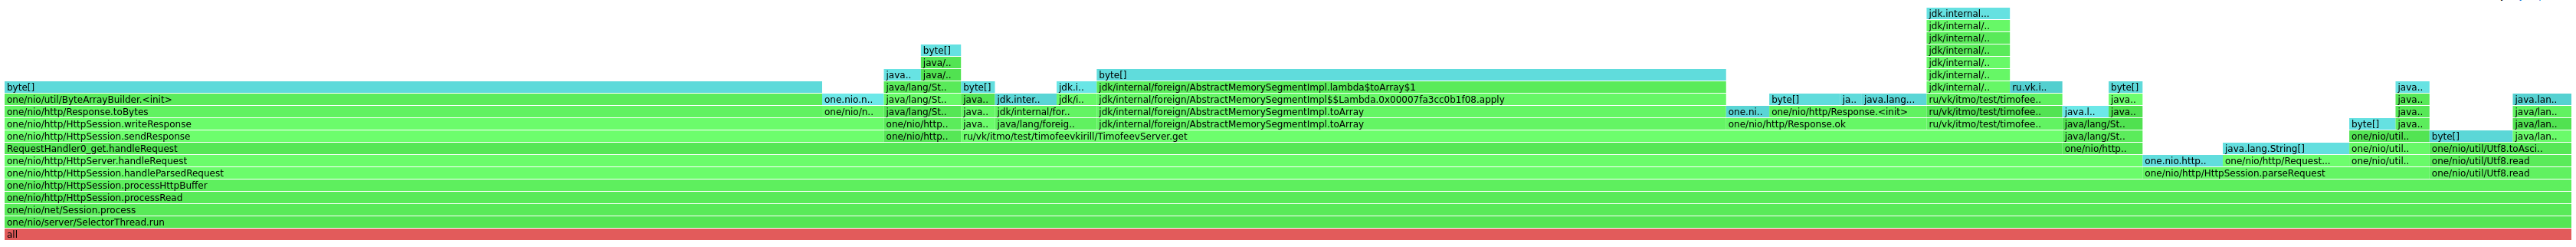 jdk.internal...
jdk/internal/..
jdk/internal/..
byte[] jdk/internal/..
java/.. jdk/internal/..
java.. java/.. byte[] jdk/internal/..
byte[] java/lang/St.. byte[] jdk.i.. jdk/internal/foreign/AbstractMemorySegmentImpl.lambda$toArray$1 jdk/internal/.. ru.vk.i.. byte[] java..
one/nio/util/ByteArrayBuilder.<init> one.nio.n.. java/lang/St.. java.. jdk.inter.. jdk/i.. jdk/internal/foreign/AbstractMemorySegmentImpl$$Lambda.0x00007fa3cc0b1f08.apply byte[] ja.. java.lang... ru/vk/itmo/test/timofee.. java.. java.. java.lan..
one/nio/http/Response.toBytes one/nio/n.. java/lang/St.. java.. jdk/internal/for.. jdk/internal/foreign/AbstractMemorySegmentImpl.toArray one.ni.. one/nio/http/Response.<init> ru/vk/itmo/test/timofee.. java.l.. java.. java.. java/lan..
one/nio/http/HttpSession.writeResponse one/nio/http.. java.. java/lang/foreig.. jdk/internal/foreign/AbstractMemorySegmentImpl.toArray one/nio/http/Response.ok ru/vk/itmo/test/timofee.. java/lang/St.. byte[] java.. java/lan..
one/nio/http/HttpSession.sendResponse one/nio/http.. ru/vk/itmo/test/timofeevkirill/TimofeevServer.get java/lang/St.. one/nio/util.. byte[] java/lan..
RequestHandler0_get.handleRequest one/nio/http.. java.lang.String[] one/nio/util.. one/nio/util/Utf8.toAsci..
one/nio/http/HttpServer.handleRequest one.nio.http.. one/nio/http/Request... one/nio/util.. one/nio/util/Utf8.read
one/nio/http/HttpSession.handleParsedRequest one/nio/http/HttpSession.parseRequest one/nio/util/Utf8.read
one/nio/http/HttpSession.processHttpBuffer
one/nio/http/HttpSession.processRead
one/nio/net/Session.process
one/nio/server/SelectorThread.run
all